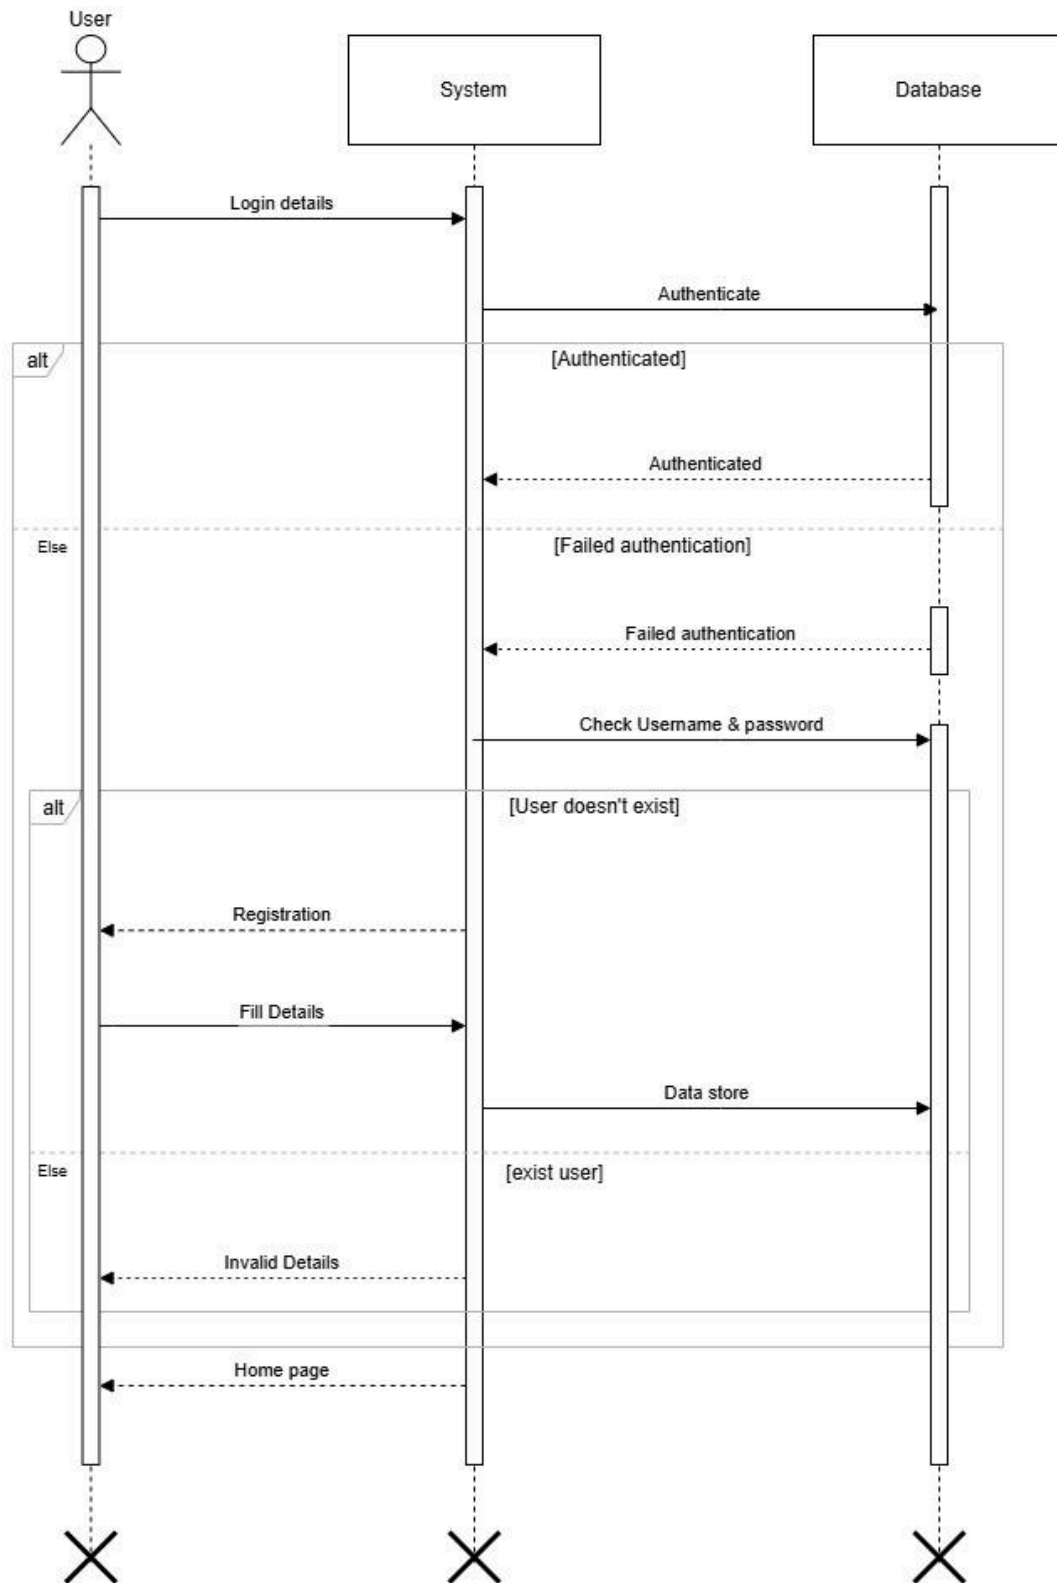 User
System
Database
Login details
Authenticate
alt
[Authenticated]
Authenticated
Else
[Failed authentication]
Failed authentication
Check Username & password
alt
[User doesn't exist]
Registration
Fill Details
Data store
Else
[exist user]
Invalid Details
Home page